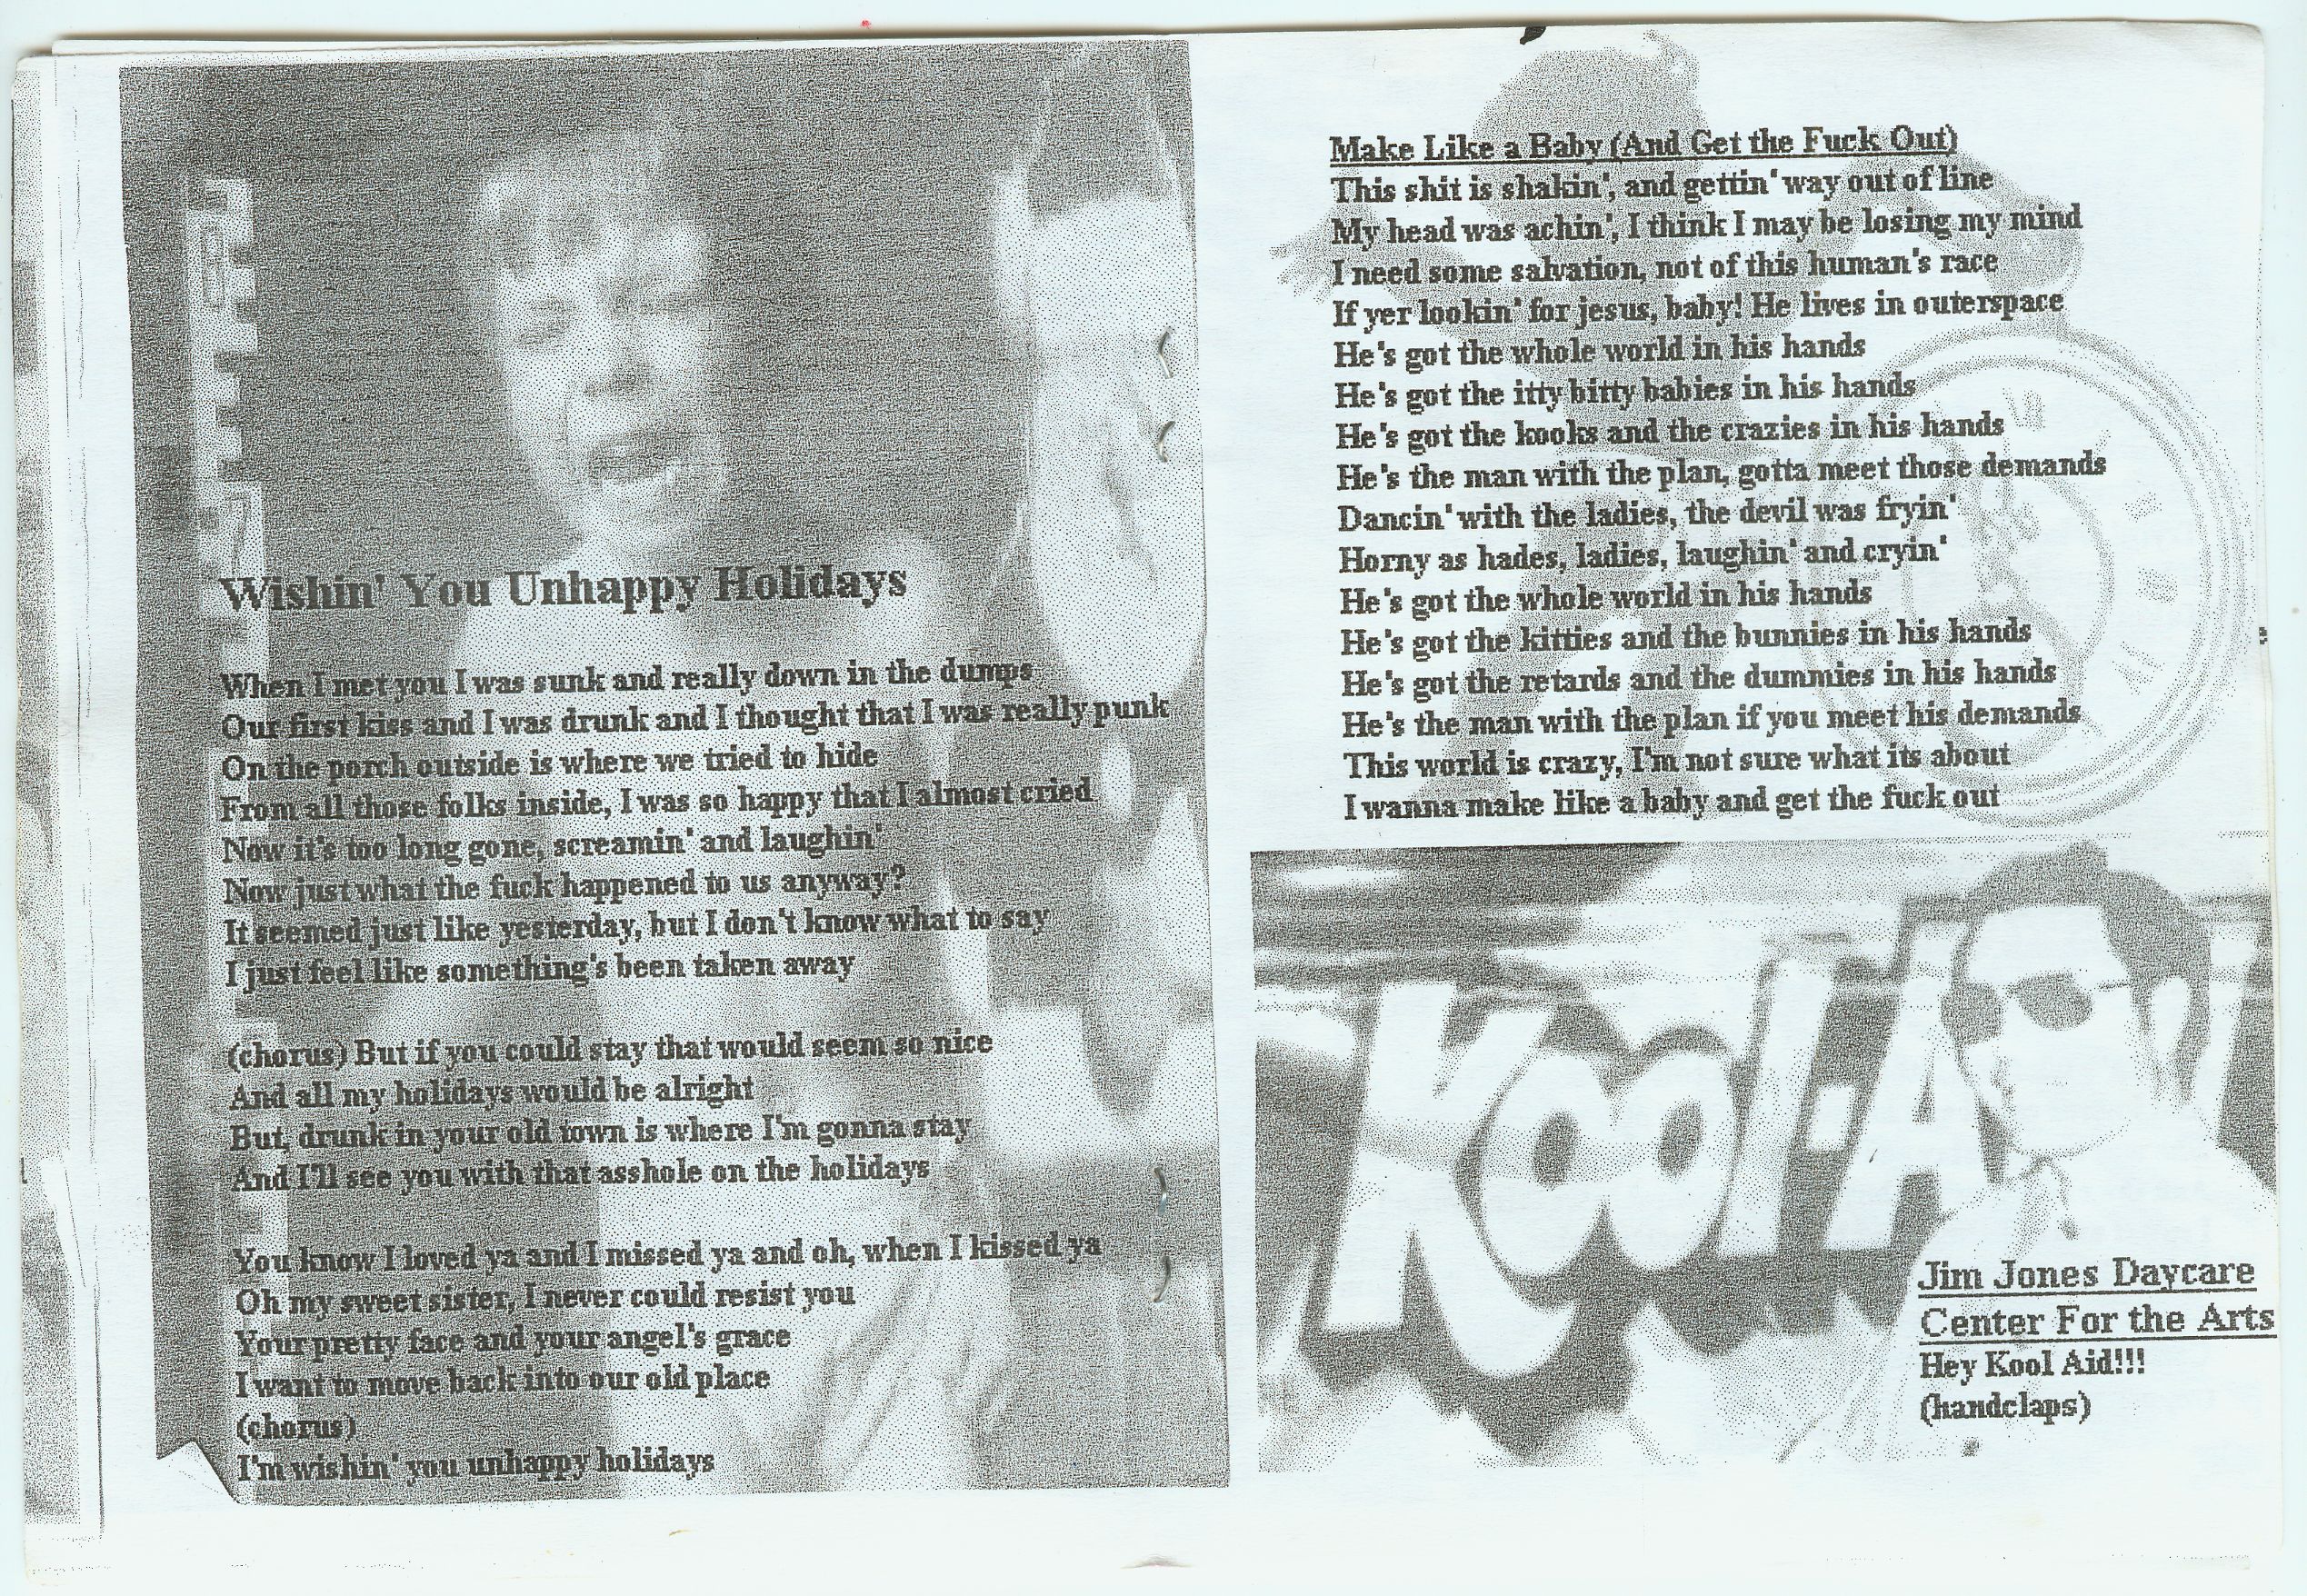 Wishin' You Unhappy Holidays
When I met you I was sunk and really down in the dumps
Our first kiss and I was drunk and I thought that I was really punk
On the porch outside is where we tried to hide
From all those folks inside, I was so happy that I almost cried
Now it's too long gone, screamin' and laughin'
Now just what the fuck happened to us anyway?
It seemed just like yesterday, but I don't know what to say
I just feel like something's been taken away
(chorus) But if you could stay that would seem so nice
And all my holidays would be alright
But, drunk in your old town is where I'm gonna stay
And I'll see you with that asshole on the holidays
You know I loved ya and I missed ya and oh, when I kissed ya
Oh my sweet sister, I never could resist you
Your pretty face and your angel's grace
I want to move back into our old place
(chorus)
I'm wishin' you unhappy holidays
Make Like a Baby (And Get the Fuck Out)
This shit is shakin', and gettin' way out of line
My head was achin', I think I may be losing my mind
I need some salvation, not of this human's race
If yer lookin' for jesus, baby! He lives in outerspace
He's got the whole world in his hands
He's got the itty bitty babies in his hands
He's got the kooks and the crazies in his hands
He's the man with the plan, gotta meet those demands
Dancin' with the ladies, the devil was fryin'
Horny as hades, ladies, laughin' and cryin'
He's got the whole world in his hands
He's got the kitties and the bunnies in his hands
He's got the retards and the dummies in his hands
He's the man with the plan if you meet his demands
This world is crazy, I'm not sure what its about
I wanna make like a baby and get the fuck out
Kool-A
Jim Jones Daycare
Center For the Arts
Hey Kool Aid!!!
(handclaps)